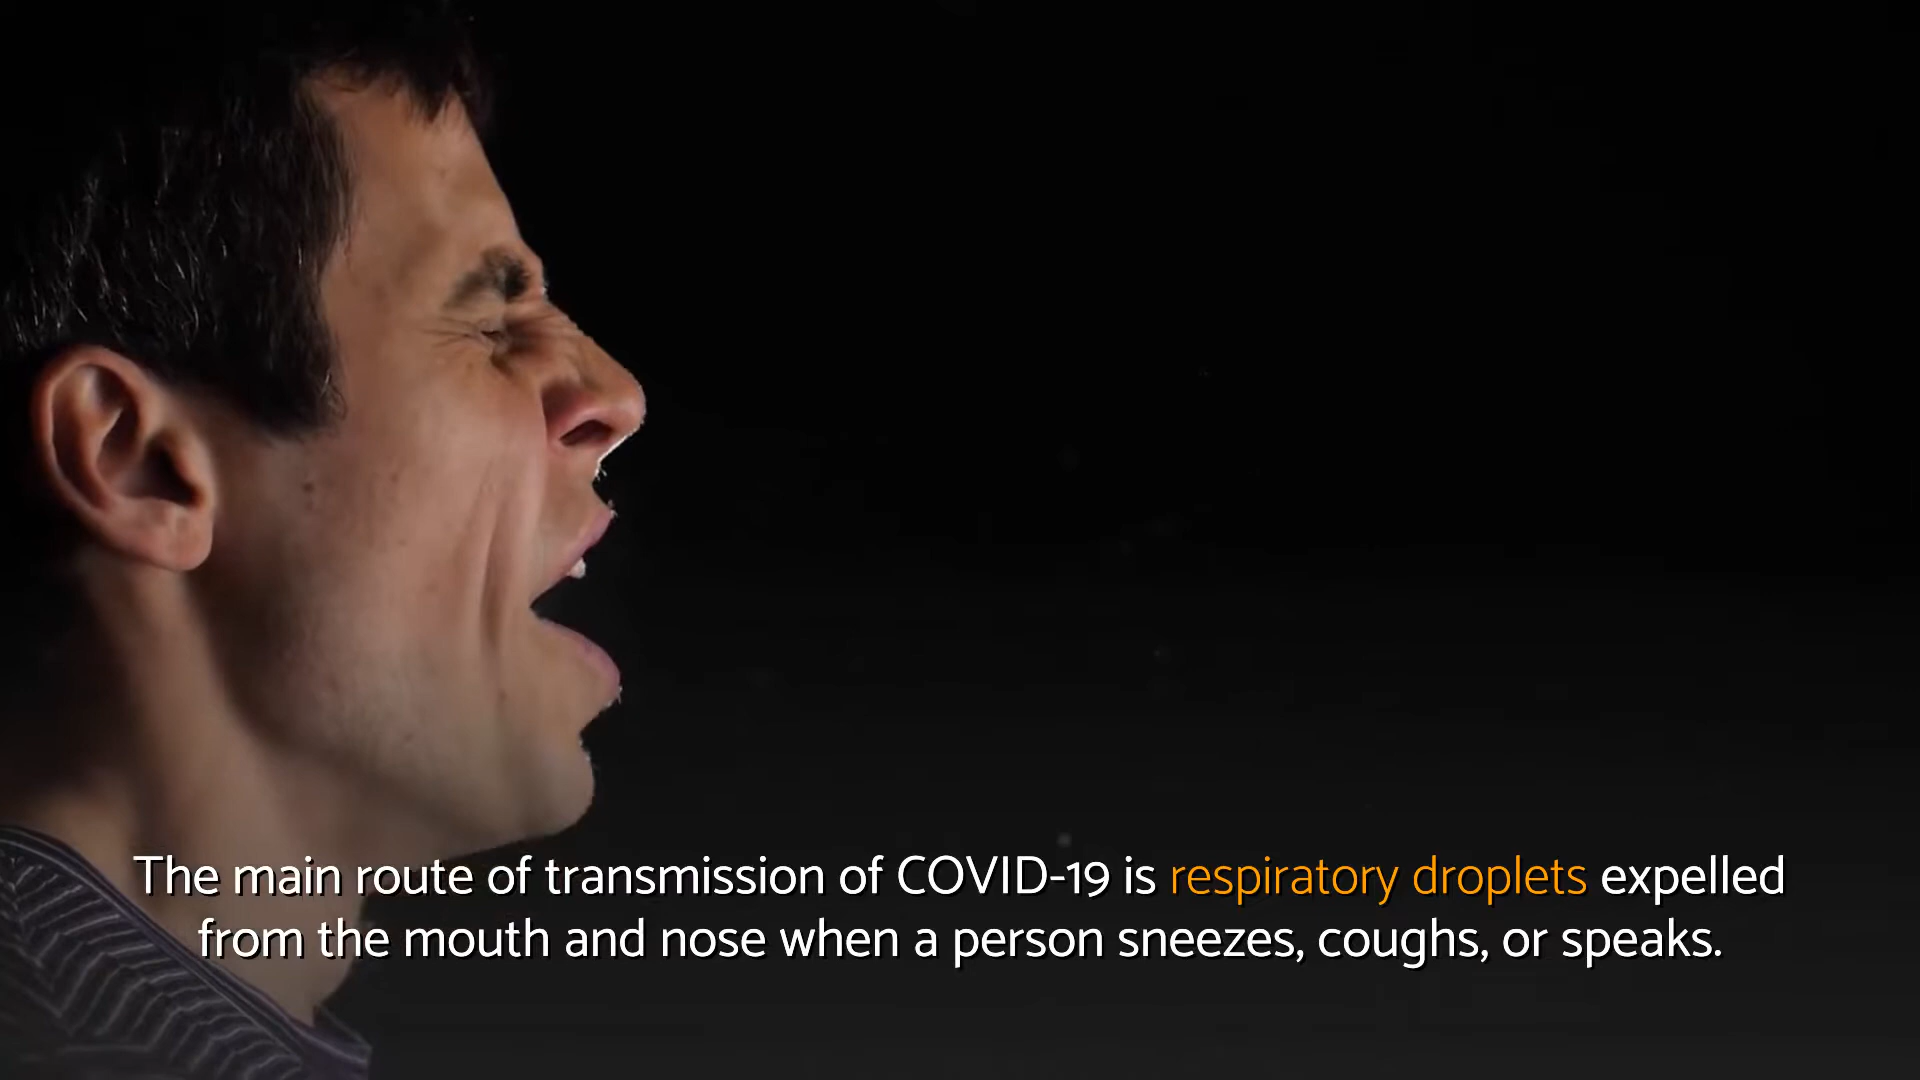 The main route of transmission of COVID-19 is respiratory droplets expelled
from the mouth and nose when a person sneezes, coughs, or speaks.